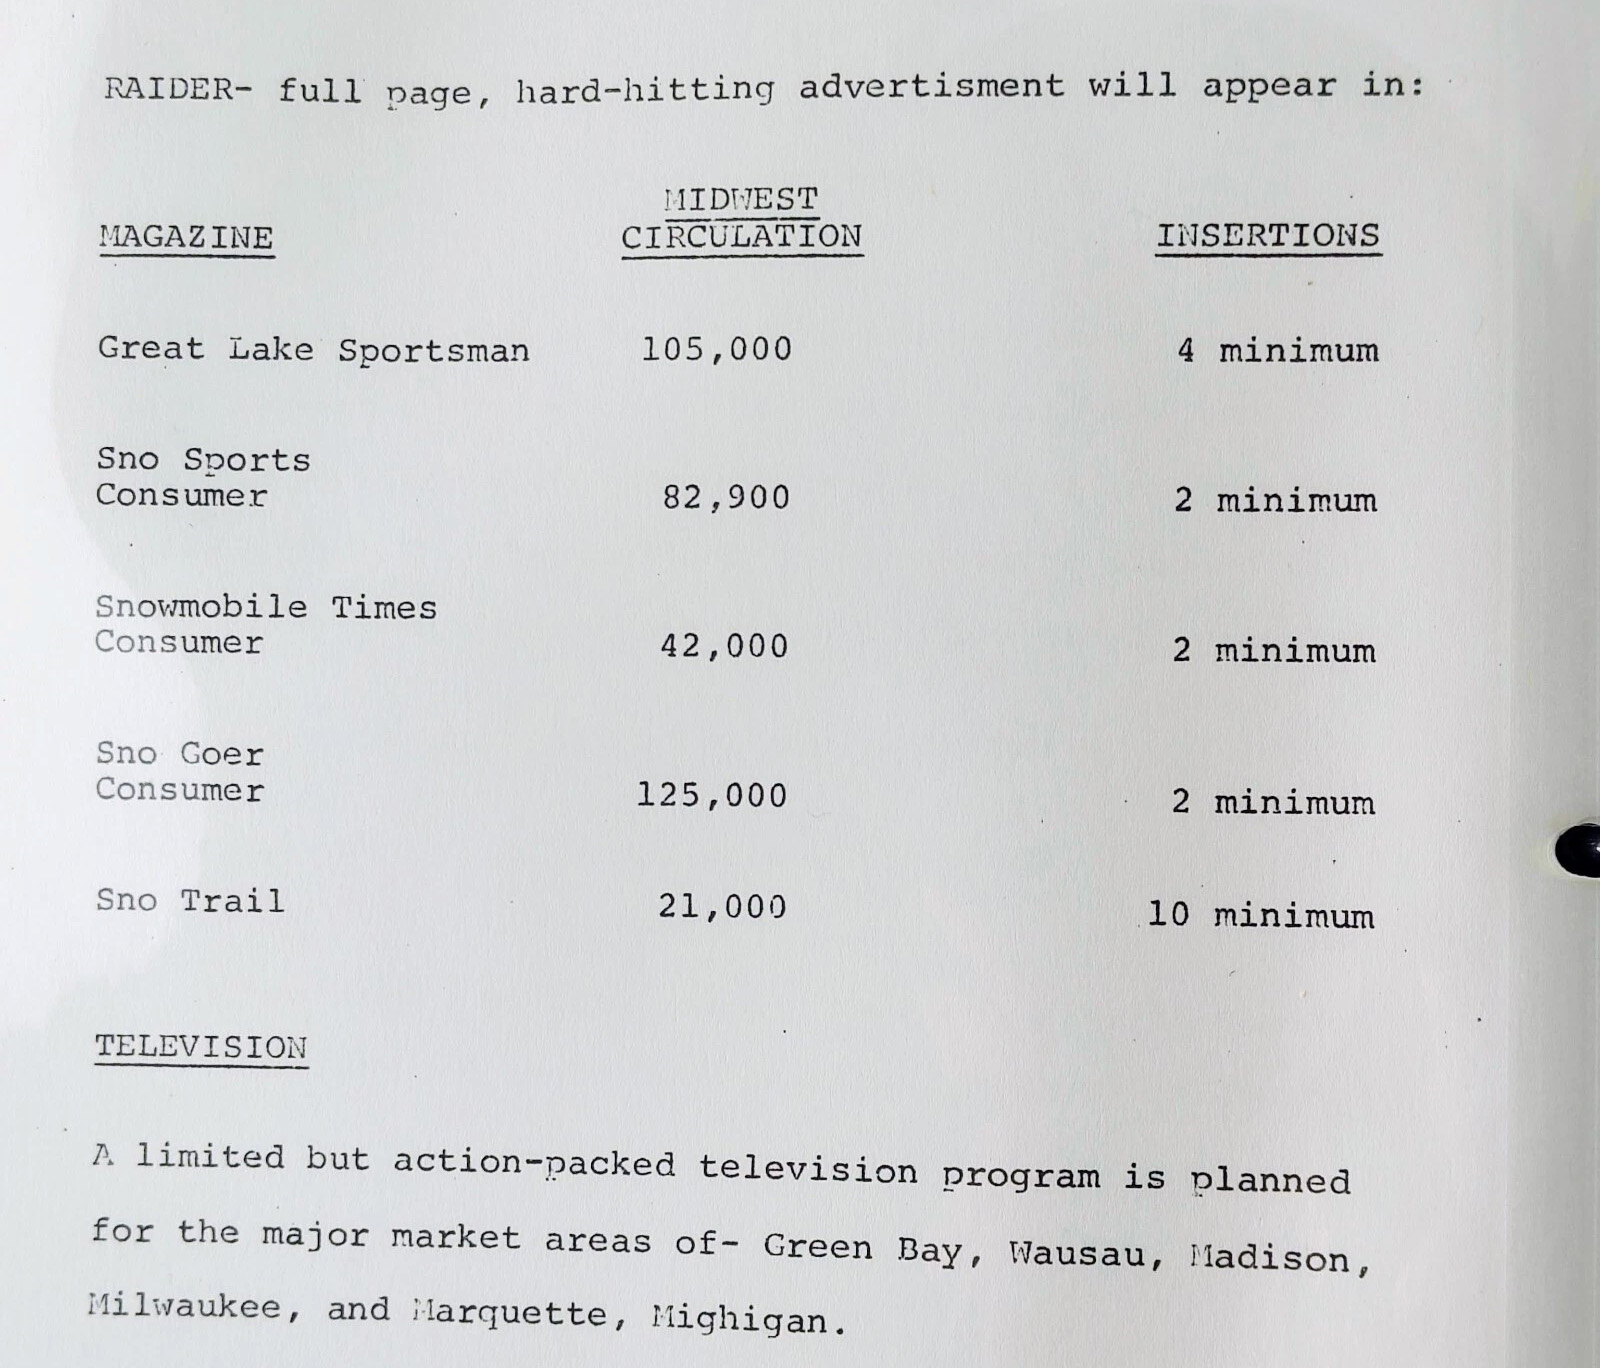 RAIDER- full page, hard-hitting advertisment will appear in:
MIDWEST
MAGAZINE CIRCULATION INSERTIONS
Great Lake Sportsman 105,000 4 minimum
Sno Sports
Consumer 82,900 2 minimum
Snowmobile Times
Consumer 42,000 2 minimum
Sno Goer
Consumer 125,000 2 minimum
Sno Trail 21,000 10 minimum
TELEVISION
A limited but action-packed television program is planned
for the major market areas of- Green Bay, Wausau, Madison,
Milwaukee, and Marquette, Mighigan.